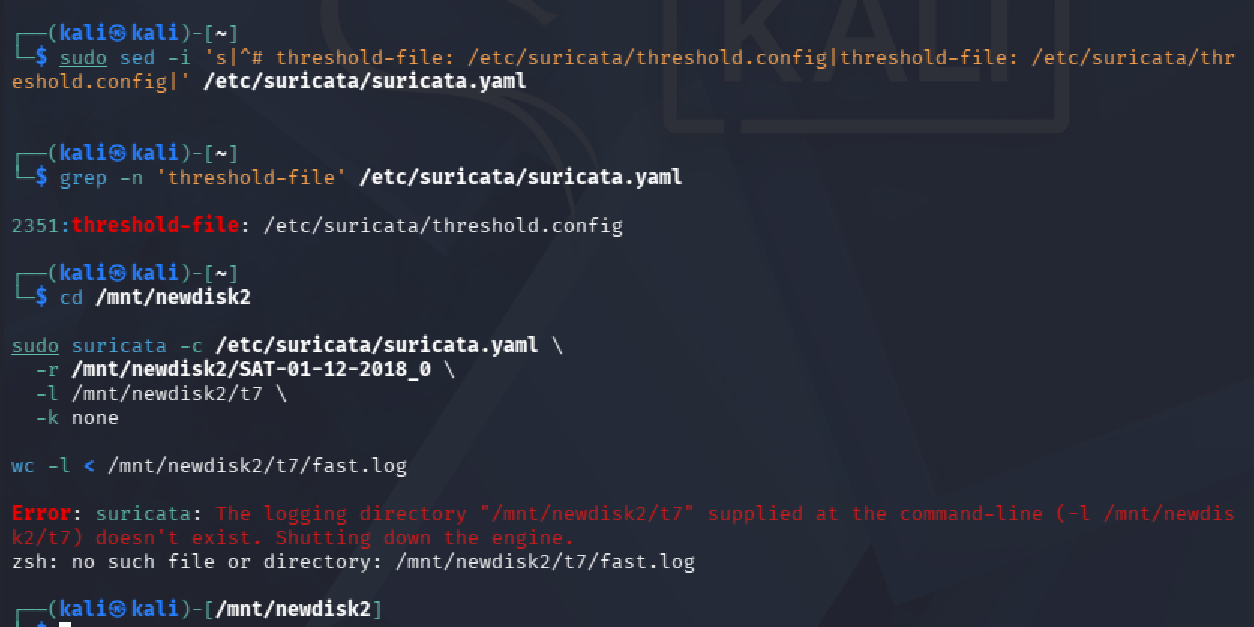 KALI
┌──(kali㉿kali)-[~]
└─$ sudo sed -i 's|^# threshold-file: /etc/suricata/threshold.config|threshold-file: /etc/suricata/thr
eshold.config|' /etc/suricata/suricata.yaml
┌──(kali㉿kali)-[~]
└─$ grep -n 'threshold-file' /etc/suricata/suricata.yaml
2351:threshold-file: /etc/suricata/threshold.config
┌──(kali㉿kali)-[~]
└─$ cd /mnt/newdisk2
sudo suricata -c /etc/suricata/suricata.yaml \
  -r /mnt/newdisk2/SAT-01-12-2018_0 \
  -l /mnt/newdisk2/t7 \
  -k none
wc -l < /mnt/newdisk2/t7/fast.log
Error: suricata: The logging directory "/mnt/newdisk2/t7" supplied at the command-line (-l /mnt/newdis
k2/t7) doesn't exist. Shutting down the engine.
zsh: no such file or directory: /mnt/newdisk2/t7/fast.log
┌──(kali㉿kali)-[/mnt/newdisk2]
└─$